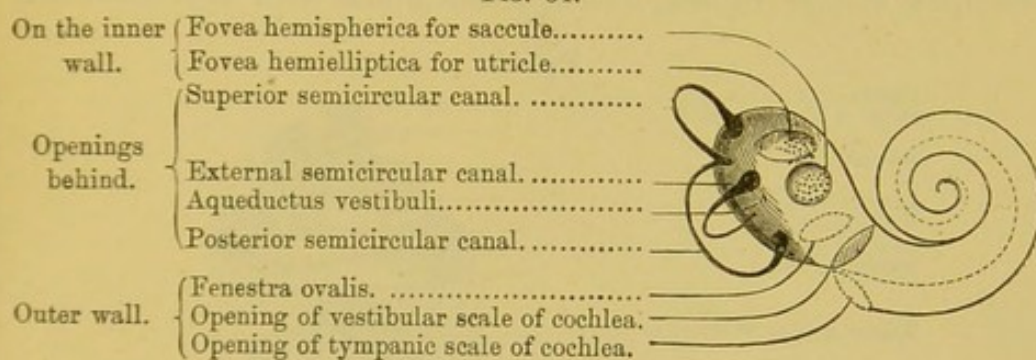 On the inner wall.
Fovea hemispherica for saccule..........
Fovea hemielliptica for utricle..........
Openings behind.
Superior semicircular canal. ............
External semicircular canal. ............
Aqueductus vestibuli.......................
Posterior semicircular canal. ............
Outer wall.
Fenestra ovalis. ............................
Opening of vestibular scale of cochlea.
Opening of tympanic scale of cochlea.